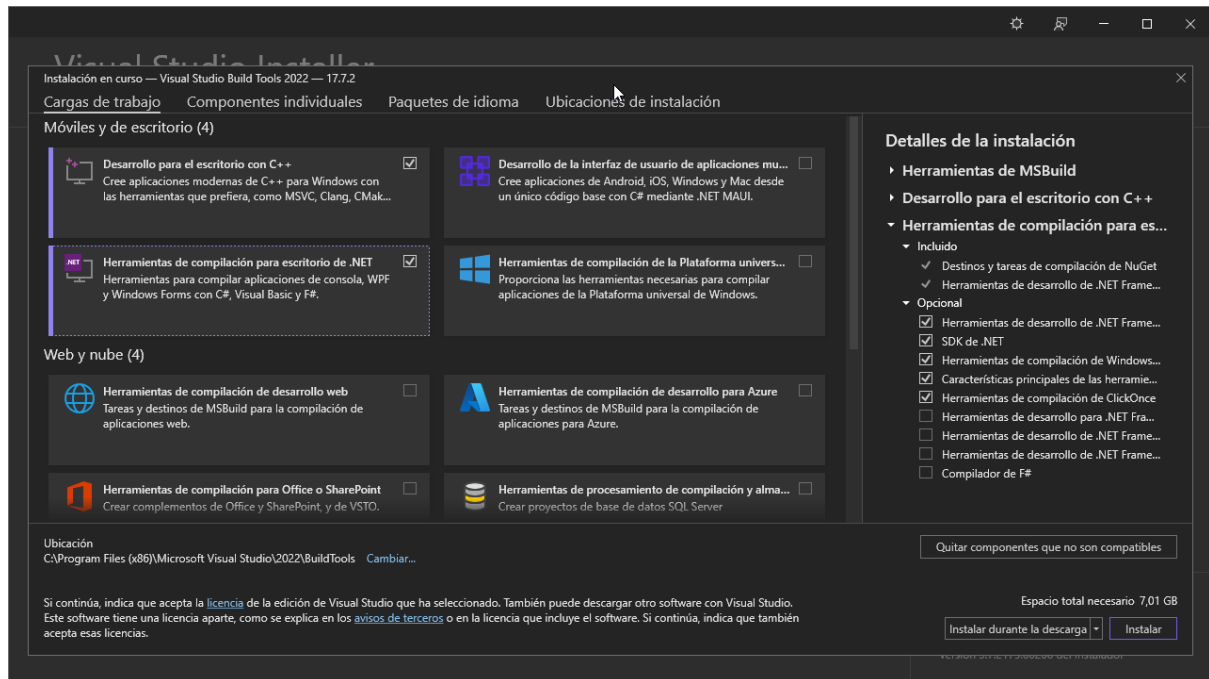 Visual Studio Installer
Instalación en curso — Visual Studio Build Tools 2022 — 17.7.2
Cargas de trabajo Componentes individuales Paquetes de idioma Ubicaciones de instalación
Móviles y de escritorio (4)
Desarrollo para el escritorio con C++
Cree aplicaciones modernas de C++ para Windows con
las herramientas que prefiera, como MSVC, Clang, CMak...
Desarrollo de la interfaz de usuario de aplicaciones mu...
Cree aplicaciones de Android, iOS, Windows y Mac desde
un único código base con C# mediante .NET MAUI.
.NET
Herramientas de compilación para escritorio de .NET
Herramientas para compilar aplicaciones de consola, WPF
y Windows Forms con C#, Visual Basic y F#.
Herramientas de compilación de la Plataforma univers...
Proporciona las herramientas necesarias para compilar
aplicaciones de la Plataforma universal de Windows.
Web y nube (4)
Herramientas de compilación de desarrollo web
Tareas y destinos de MSBuild para la compilación de
aplicaciones web.
Herramientas de compilación de desarrollo para Azure
Tareas y destinos de MSBuild para la compilación de
aplicaciones para Azure.
Herramientas de compilación para Office o SharePoint
Crear complementos de Office y SharePoint, y de VSTO.
Herramientas de procesamiento de compilación y alma...
Crear proyectos de base de datos SQL Server
Detalles de la instalación
Herramientas de MSBuild
Desarrollo para el escritorio con C++
Herramientas de compilación para es...
Incluido
Destinos y tareas de compilación de NuGet
Herramientas de desarrollo de .NET Frame...
Opcional
Herramientas de desarrollo de .NET Frame...
SDK de .NET
Herramientas de compilación de Windows...
Características principales de las herramie...
Herramientas de compilación de ClickOnce
Herramientas de desarrollo para .NET Fra...
Herramientas de desarrollo de .NET Frame...
Herramientas de desarrollo de .NET Frame...
Compilador de F#
Ubicación
C:\Program Files (x86)\Microsoft Visual Studio\2022\BuildTools Cambiar...
Quitar componentes que no son compatibles
Si continúa, indica que acepta la licencia de la edición de Visual Studio que ha seleccionado. También puede descargar otro software con Visual Studio.
Este software tiene una licencia aparte, como se explica en los avisos de terceros o en la licencia que incluye el software. Si continúa, indica que también
acepta esas licencias.
Espacio total necesario 7,01 GB
Instalar durante la descarga Instalar